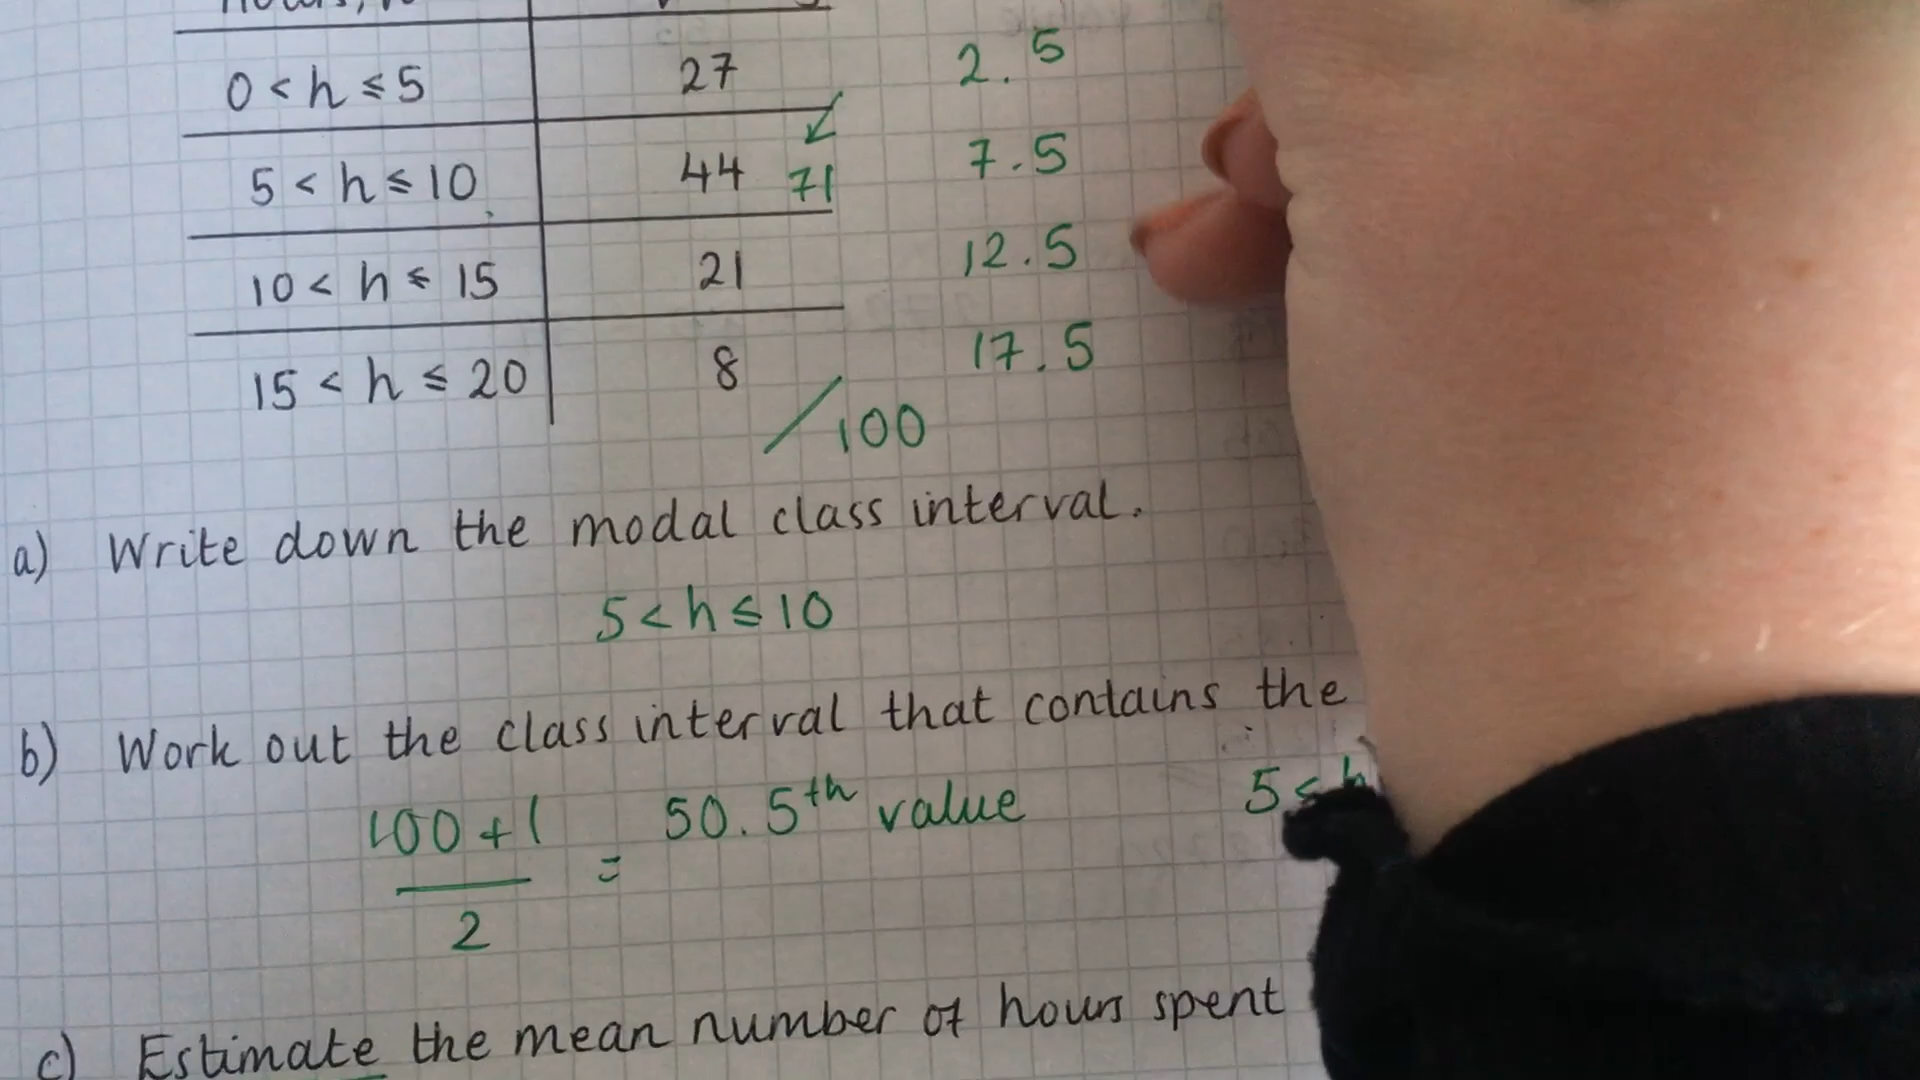 0 < h ≤ 5 27 2.5
5 < h ≤ 10 44 71 7.5
10 < h ≤ 15 21 12.5
15 < h ≤ 20 8 17.5
/100
a) Write down the modal class interval.
5 < h ≤ 10
b) Work out the class interval that contains the
100 + 1
2
= 50.5th value 5 < h
c) Estimate the mean number of hours spent